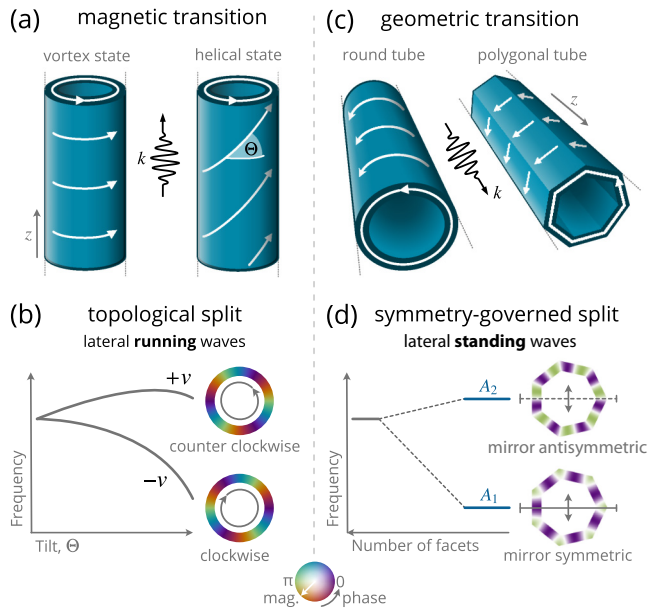 (a) magnetic transition
vortex state
helical state
Θ
k
z
(c) geometric transition
round tube
polygonal tube
z
k
(b) topological split
lateral running waves
+ν
counter clockwise
−ν
clockwise
Frequency
Tilt, Θ
(d) symmetry-governed split
lateral standing waves
A2
mirror antisymmetric
A1
mirror symmetric
Frequency
Number of facets
π
0
mag.
phase